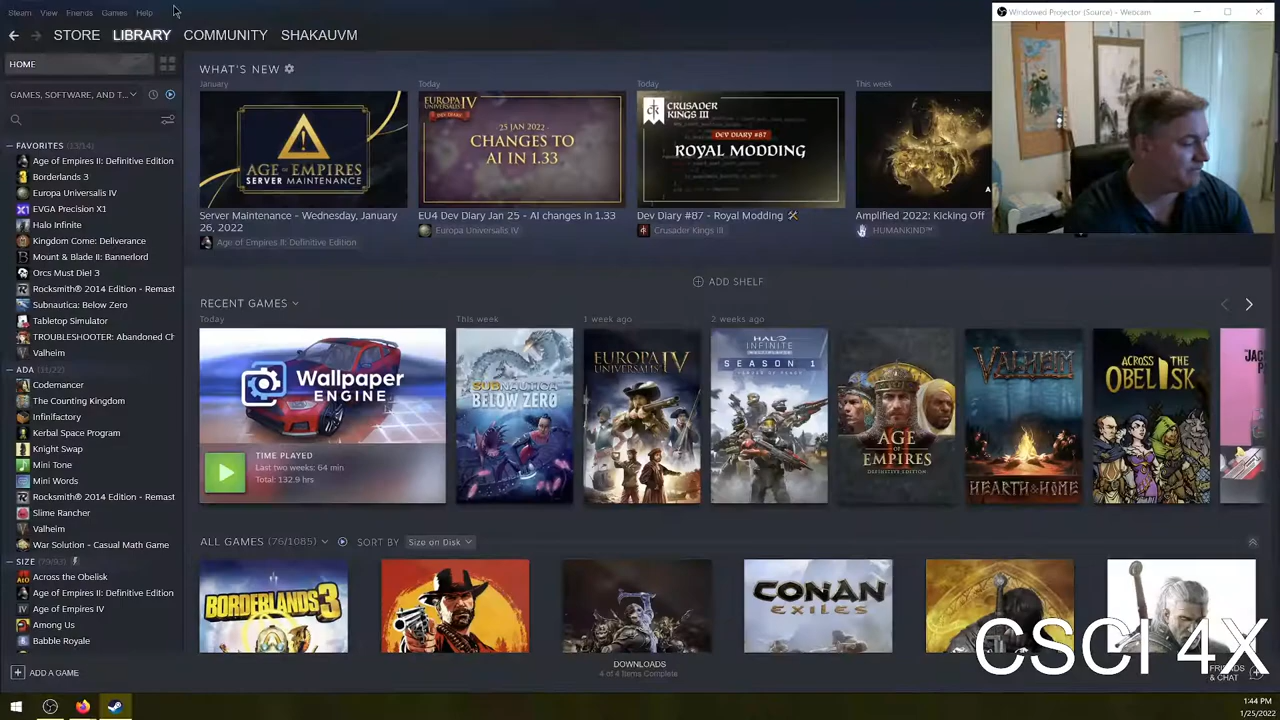 Steam View Friends Games Help
Windowed Projector (Source) - Webcam
STORE LIBRARY COMMUNITY SHAKAUVM
HOME
GAMES, SOFTWARE, AND T...
Age of Empires II: Definitive Edition
Borderlands 3
Europa Universalis IV
EVGA Precision X1
Halo Infinite
Kingdom Come: Deliverance
Mount & Blade II: Bannerlord
Orcs Must Die! 3
Rocksmith® 2014 Edition - Remast
Subnautica: Below Zero
Tabletop Simulator
TROUBLESHOOTER: Abandoned Ch
Valheim
ADA
The Counting Kingdom
Infinifactory
Kerbal Space Program
Knight Swap
Mini Tone
Mini Words
Rocksmith® 2014 Edition - Remast
Slime Rancher
Valheim
War Solution - Casual Math Game
SIZE (79/93)
Across the Obelisk
Age of Empires II: Definitive Edition
Age of Empires IV
Among Us
Babble Royale
ADD A GAME
WHAT'S NEW
January
AGE OF EMPIRES
SERVER MAINTENANCE
Server Maintenance - Wednesday, January
26, 2022
Age of Empires II: Definitive Edition
Today
EUROPA
UNIVERSALIS IV
DEV DIARY
25 JAN 2022
CHANGES TO
AI IN 1.33
EU4 Dev Diary Jan 25 - AI changes in 1.33
Europa Universalis IV
Today
CRUSADER
KINGS III
DEV DIARY #87
ROYAL MODDING
Dev Diary #87 - Royal Modding
Crusader Kings III
This week
Amplified 2022: Kicking Off
HUMANKIND™
ADD SHELF
RECENT GAMES
Today
Wallpaper
ENGINE
TIME PLAYED
Last two weeks: 64 min
Total: 132.9 hrs
This week
SUBNAUTICA
BELOW ZERO
1 week ago
EUROPA
UNIVERSALIS IV
2 weeks ago
HALO
INFINITE
SEASON 1
AGE
OF
EMPIRES
DEFINITIVE EDITION
VALHEIM
HEARTH & HOME
ACROSS
THE
OBELISK
ALL GAMES (76/1085) SORT BY Size on Disk
BORDERLANDS 3
CONAN
EXILES
DOWNLOADS
4 of 4 Items Complete
FRIENDS
& CHAT
CSCI 4X
1:44 PM
1/25/2022